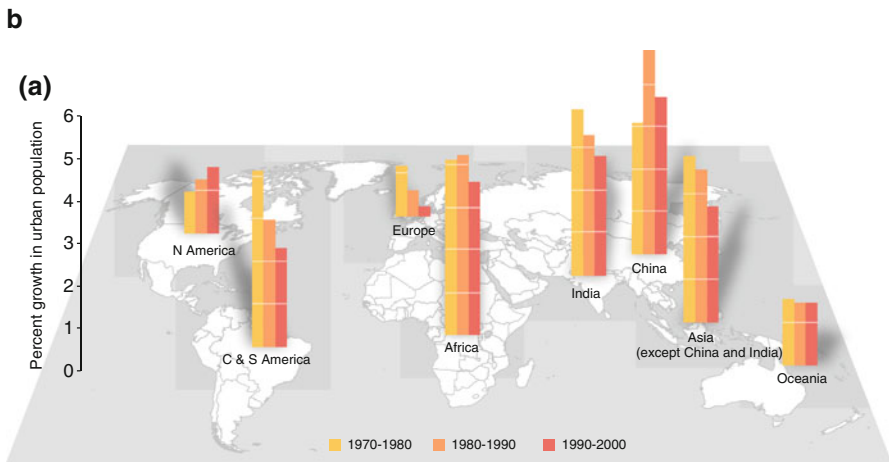 b
(a)
Percent growth in urban population
6
5
4
3
2
1
0
N America
C & S America
Europe
Africa
India
China
Asia
(except China and India)
Oceania
1970-1980 1980-1990 1990-2000